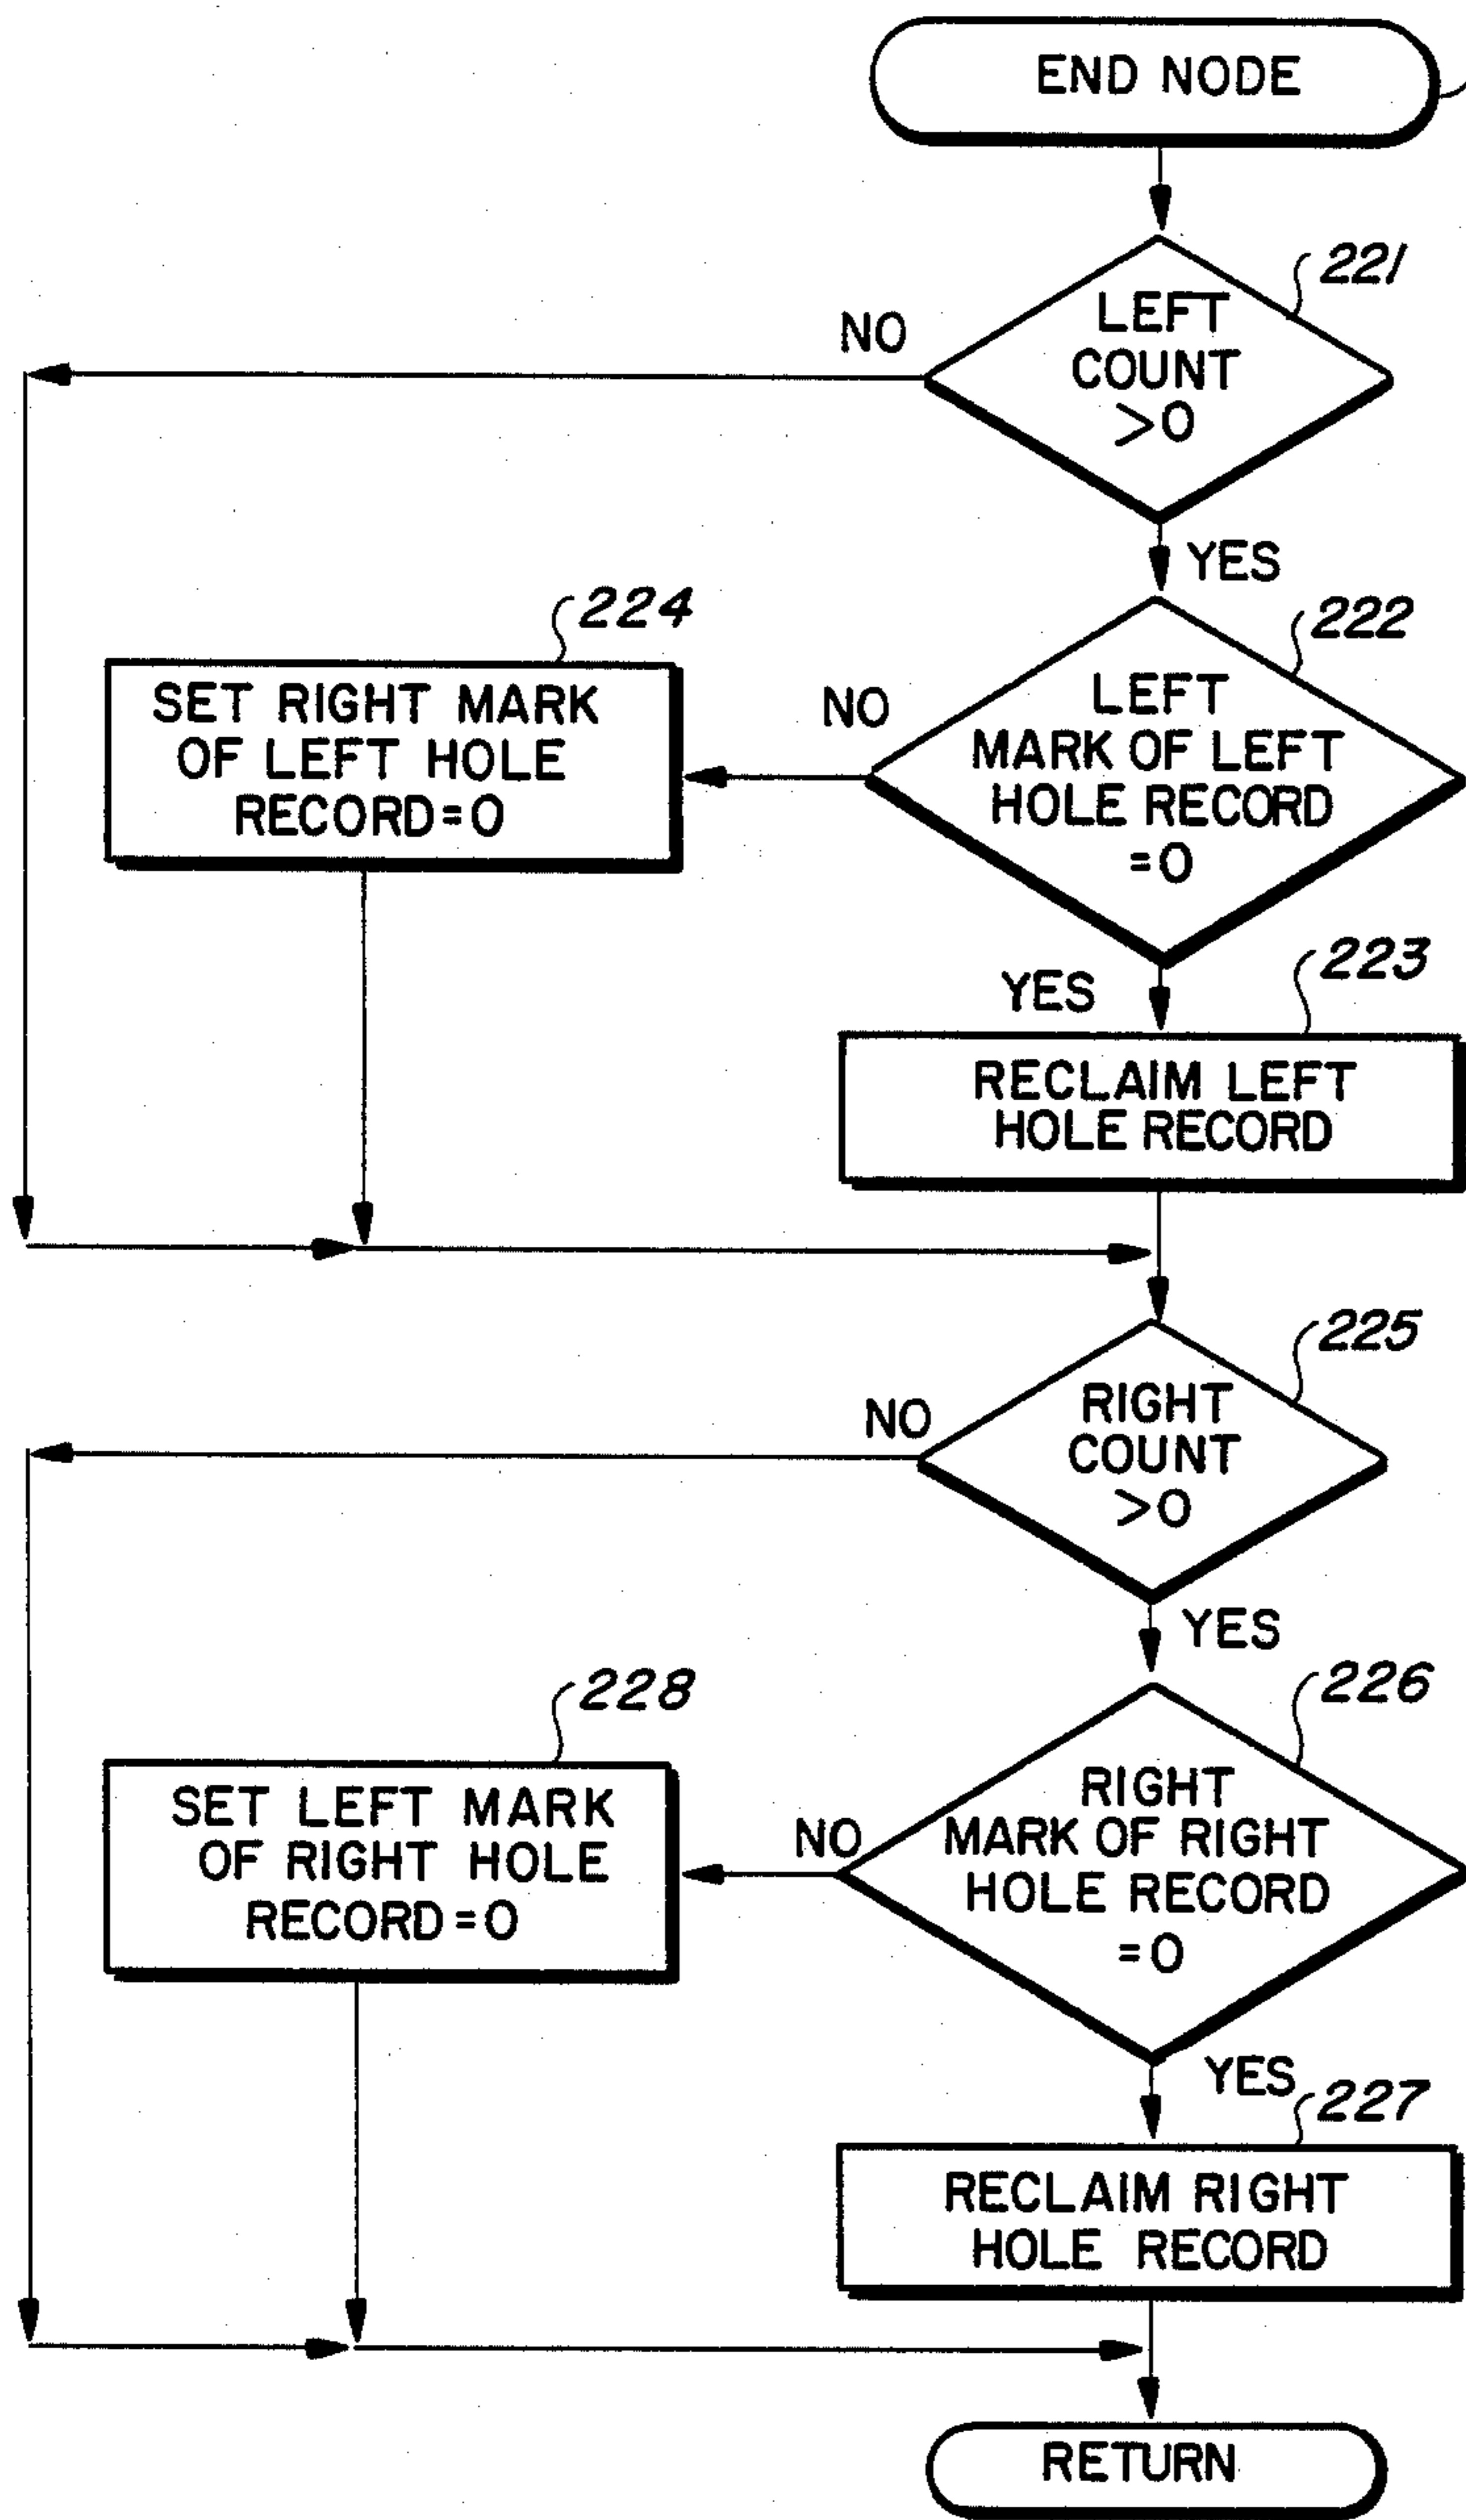 END NODE
221
LEFT
COUNT
>0
NO
YES
222
LEFT
MARK OF LEFT
HOLE RECORD
=0
NO
224
SET RIGHT MARK
OF LEFT HOLE
RECORD=0
YES
223
RECLAIM LEFT
HOLE RECORD
225
RIGHT
COUNT
>0
NO
YES
226
RIGHT
MARK OF RIGHT
HOLE RECORD
=0
NO
228
SET LEFT MARK
OF RIGHT HOLE
RECORD=0
YES
227
RECLAIM RIGHT
HOLE RECORD
RETURN